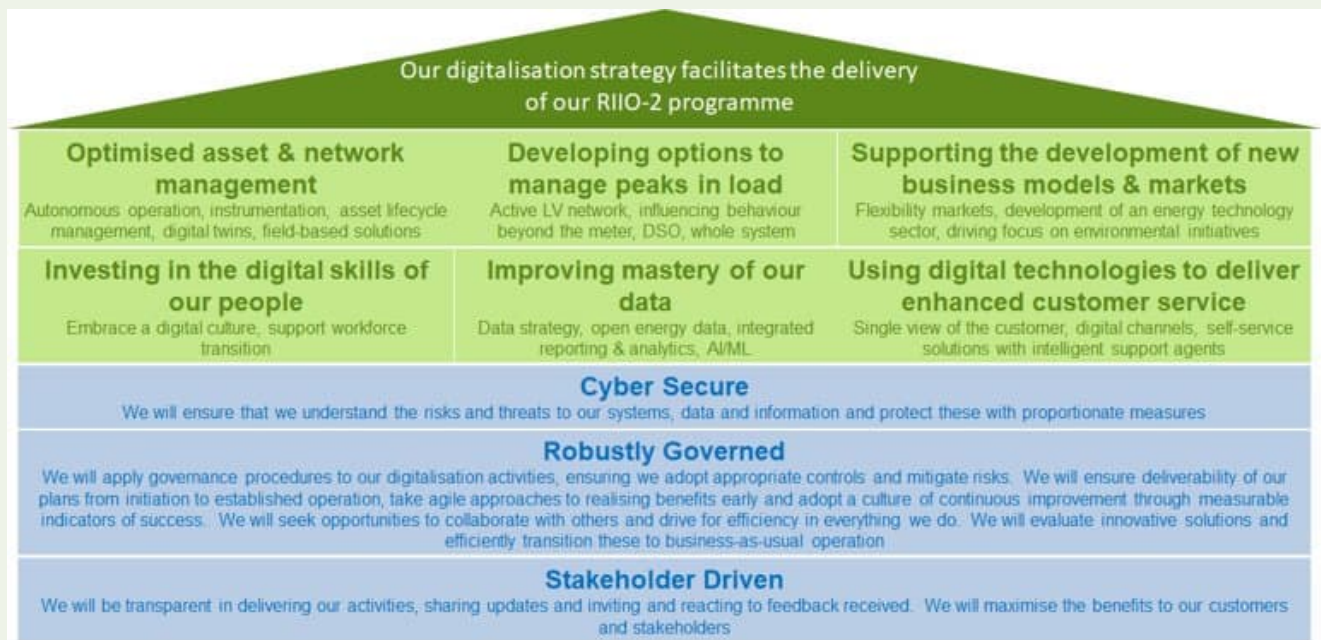 Our digitalisation strategy facilitates the delivery
of our RIIO-2 programme
Optimised asset & network
management
Autonomous operation, instrumentation, asset lifecycle
management, digital twins, field-based solutions
Developing options to
manage peaks in load
Active LV network, influencing behaviour
beyond the meter, DSO, whole system
Supporting the development of new
business models & markets
Flexibility markets, development of an energy technology
sector, driving focus on environmental initiatives
Investing in the digital skills of
our people
Embrace a digital culture, support workforce
transition
Improving mastery of our
data
Data strategy, open energy data, integrated
reporting & analytics, AI/ML
Using digital technologies to deliver
enhanced customer service
Single view of the customer, digital channels, self-service
solutions with intelligent support agents
Cyber Secure
We will ensure that we understand the risks and threats to our systems, data and information and protect these with proportionate measures
Robustly Governed
We will apply governance procedures to our digitalisation activities, ensuring we adopt appropriate controls and mitigate risks. We will ensure deliverability of our
plans from initiation to established operation, take agile approaches to realising benefits early and adopt a culture of continuous improvement through measurable
indicators of success. We will seek opportunities to collaborate with others and drive for efficiency in everything we do. We will evaluate innovative solutions and
efficiently transition these to business-as-usual operation
Stakeholder Driven
We will be transparent in delivering our activities, sharing updates and inviting and reacting to feedback received. We will maximise the benefits to our customers
and stakeholders